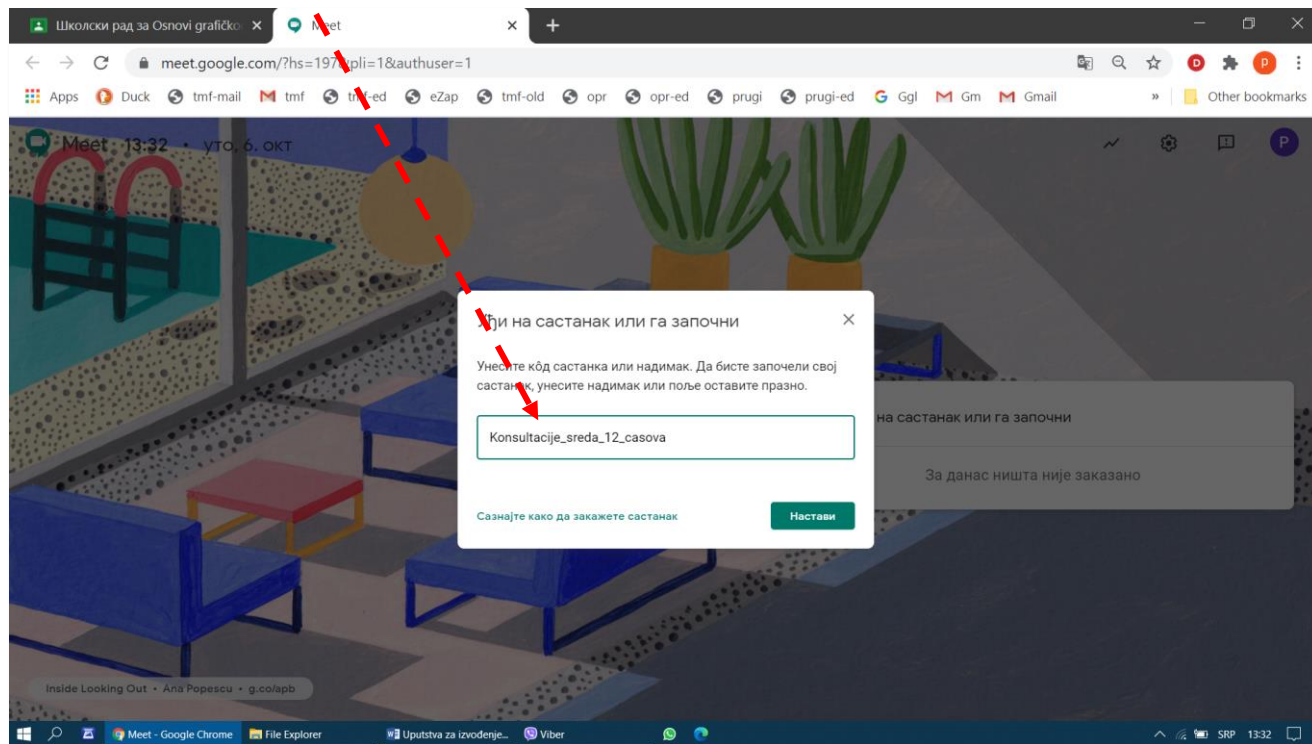 Школски рад за Osnovi grafičko
Meet
meet.google.com/?hs=197&pli=1&authuser=1
Apps Duck tmf-mail tmf tmf-ed eZap tmf-old opr opr-ed prugi prugi-ed Ggl Gm Gmail » Other bookmarks
Meet 13:32 • уто, 6. окт
P
Уђи на састанак или га започни
Унесите кôд састанка или надимак. Да бисте започели свој
састанак, унесите надимак или поље оставите празно.
Konsultacije_sreda_12_casova
Сазнајте како да закажете састанак
Настави
на састанак или га започни
За данас ништа није заказано
Inside Looking Out • Ana Popescu • g.co/apb
Meet - Google Chrome File Explorer Uputstva za izvođenje... Viber SRP 13:32